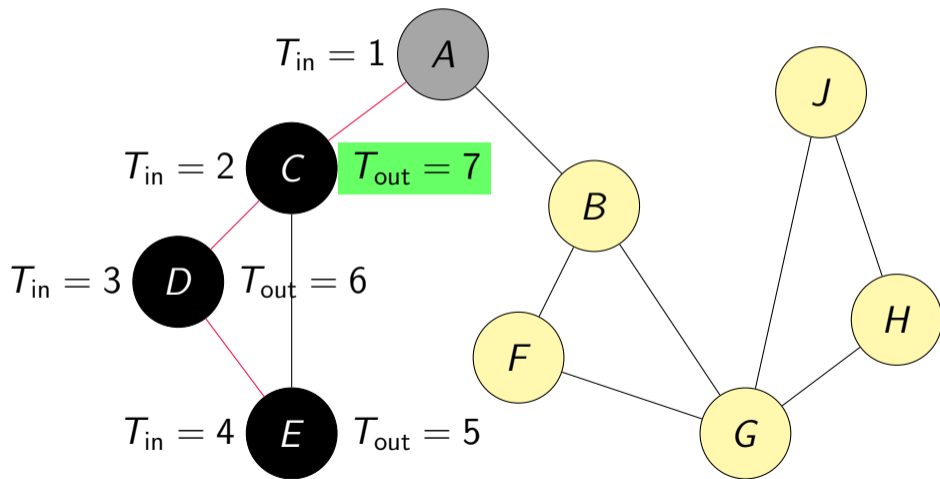 T_in = 1 A
J
T_in = 2 C T_out = 7
B
T_in = 3 D T_out = 6
H
F
T_in = 4 E T_out = 5
G